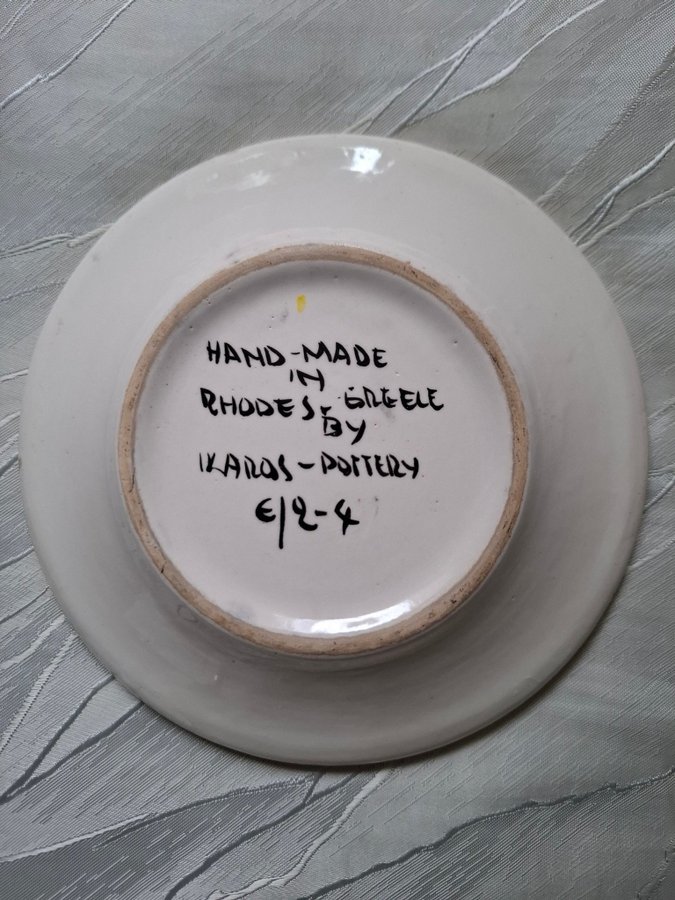 HAND-MADE
IN
RHODES-GREECE
BY
IKAROS-POTTERY
E/2-4